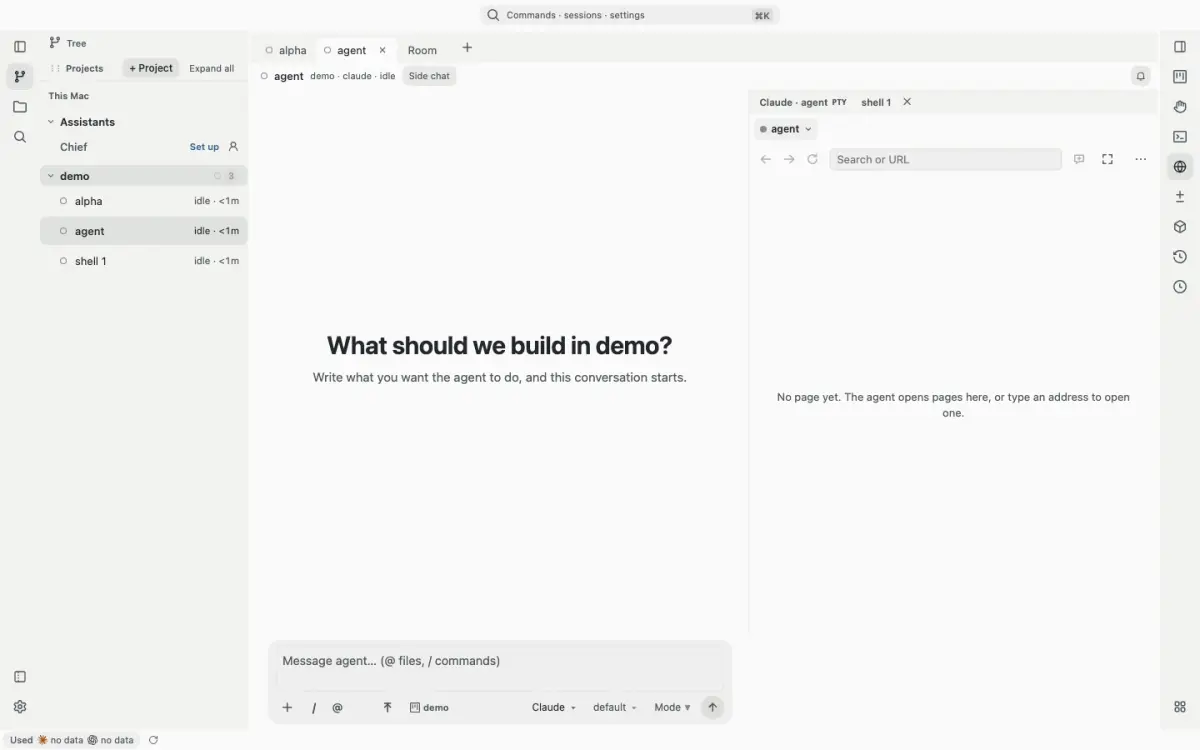 Commands · sessions · settings ⌘K
Tree
Projects + Project Expand all
This Mac
Assistants
Chief Set up
demo 3
alpha idle · <1m
agent idle · <1m
shell 1 idle · <1m
Used no data no data
alpha agent × Room +
agent demo · claude · idle Side chat
What should we build in demo?
Write what you want the agent to do, and this conversation starts.
Message agent... (@ files, / commands)
+ / @ demo Claude default Mode
Claude · agent PTY shell 1 ×
agent
Search or URL
No page yet. The agent opens pages here, or type an address to open
one.